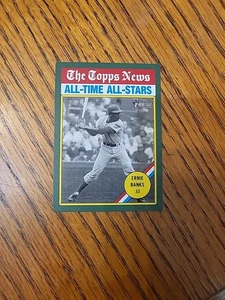 The Topps News
ALL-TIME ALL-STARS
ERNIE
BANKS
SS